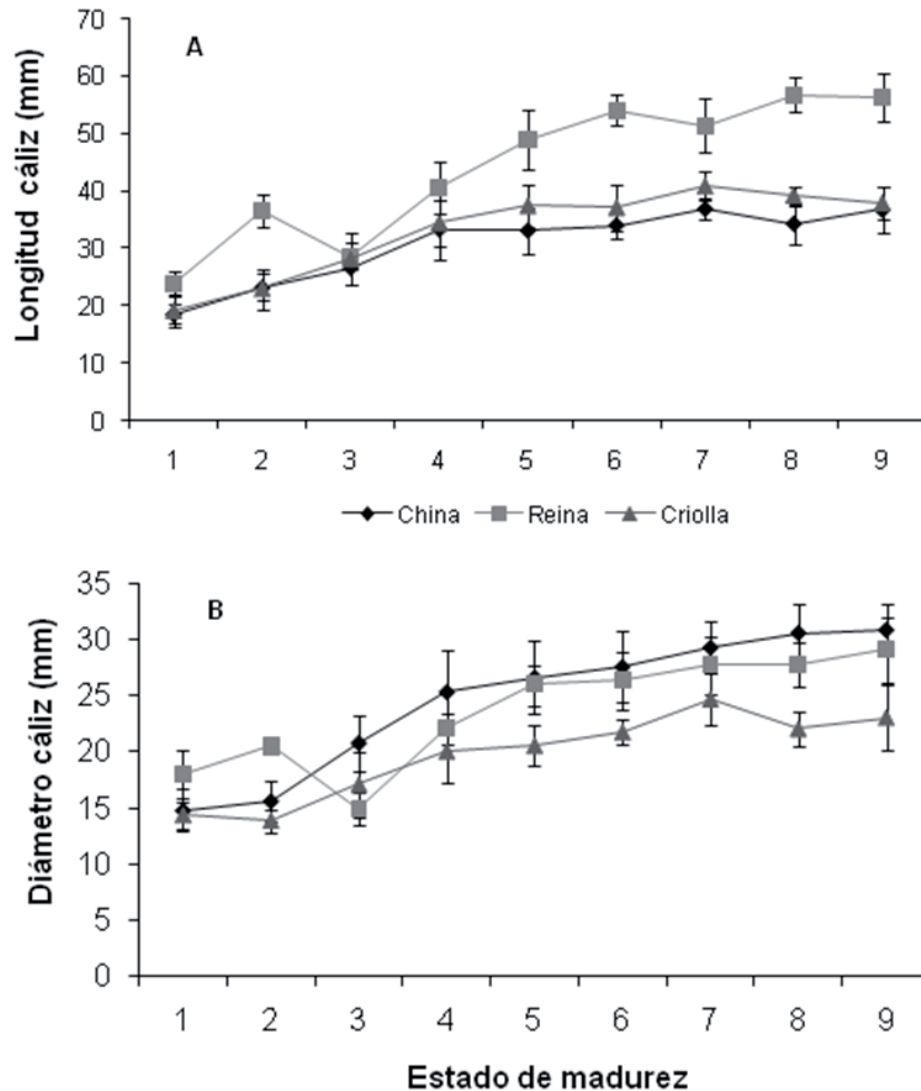 70
A
60
50
40
30
20
10
0
Longitud cáliz (mm)
1 2 3 4 5 6 7 8 9
China Reina Criolla
35
B
30
25
20
15
10
5
0
Diámetro cáliz (mm)
1 2 3 4 5 6 7 8 9
Estado de madurez